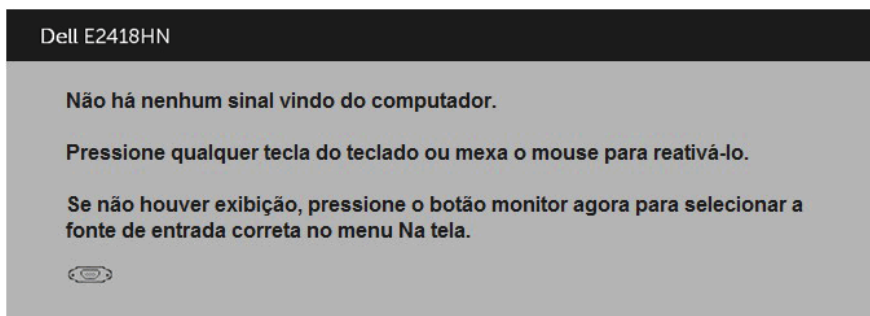 Dell E2418HN
Não há nenhum sinal vindo do computador.
Pressione qualquer tecla do teclado ou mexa o mouse para reativá-lo.
Se não houver exibição, pressione o botão monitor agora para selecionar a
fonte de entrada correta no menu Na tela.